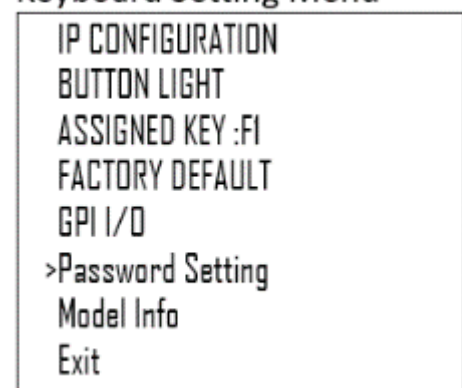 Keyboard Setting Menu
IP CONFIGURATION
BUTTON LIGHT
ASSIGNED KEY :F1
FACTORY DEFAULT
GPI I/O
>Password Setting
Model Info
Exit